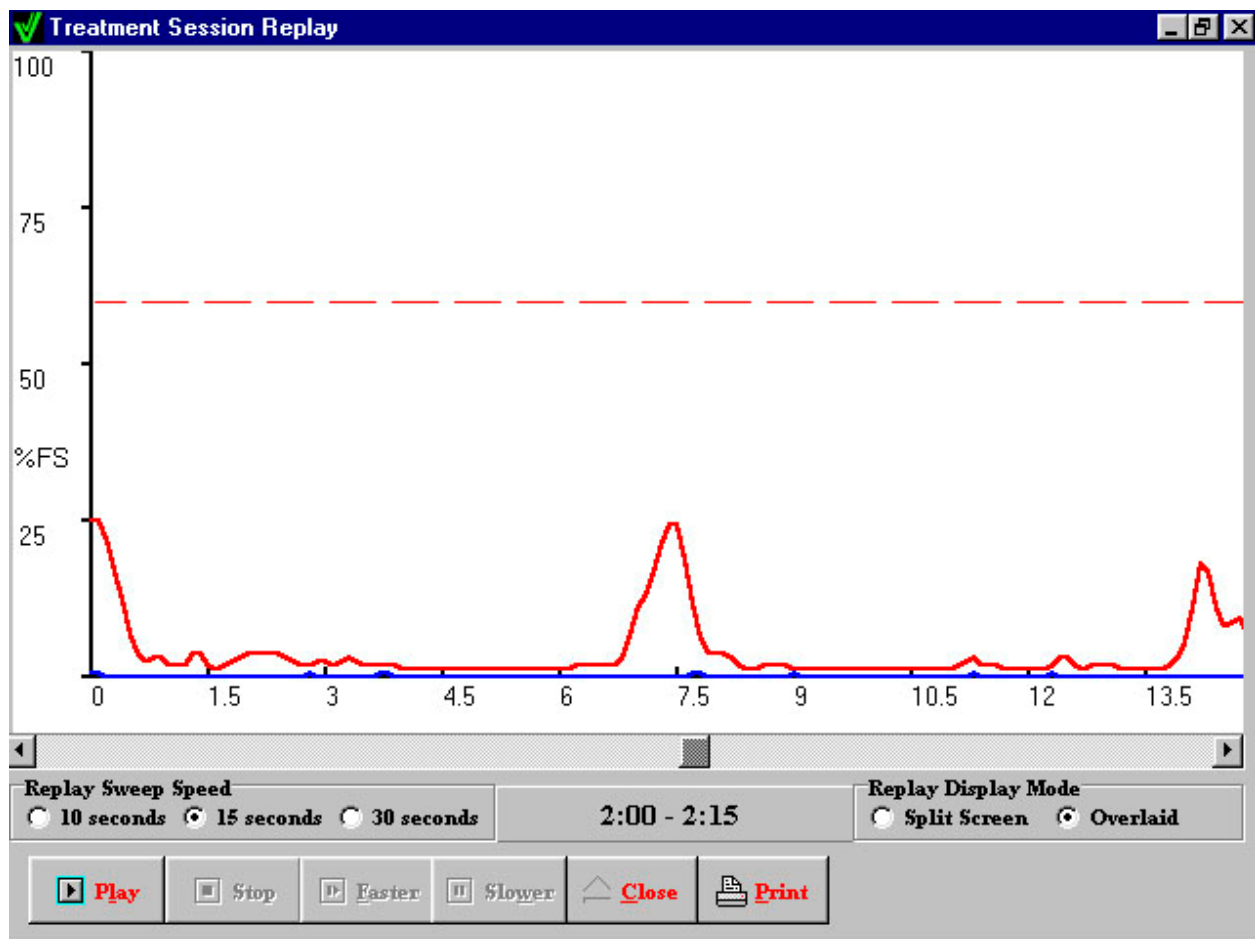 Treatment Session Replay
100
75
50
%FS
25
0 1.5 3 4.5 6 7.5 9 10.5 12 13.5
Replay Sweep Speed
10 seconds 15 seconds 30 seconds
2:00 - 2:15
Replay Display Mode
Split Screen Overlaid
Play Stop Faster Slower Close Print